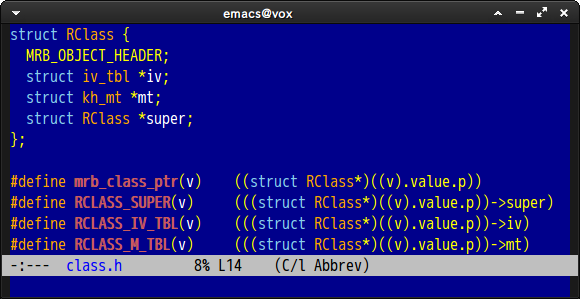 emacs@vox
struct RClass {
  MRB_OBJECT_HEADER;
  struct iv_tbl *iv;
  struct kh_mt *mt;
  struct RClass *super;
};

#define mrb_class_ptr(v)    ((struct RClass*)((v).value.p))
#define RCLASS_SUPER(v)     (((struct RClass*)((v).value.p))->super)
#define RCLASS_IV_TBL(v)    (((struct RClass*)((v).value.p))->iv)
#define RCLASS_M_TBL(v)     (((struct RClass*)((v).value.p))->mt)
-:---  class.h        8% L14    (C/l Abbrev)